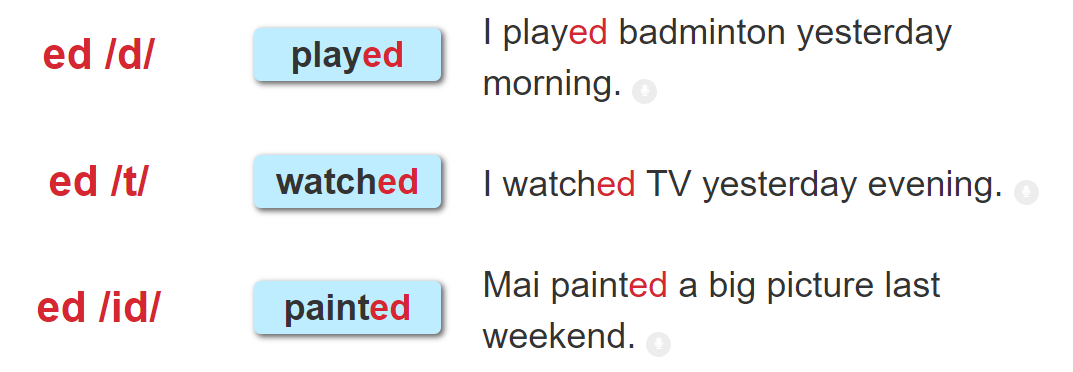 ed /d/
played
I played badminton yesterday
morning.
ed /t/
watched
I watched TV yesterday evening.
ed /id/
painted
Mai painted a big picture last
weekend.